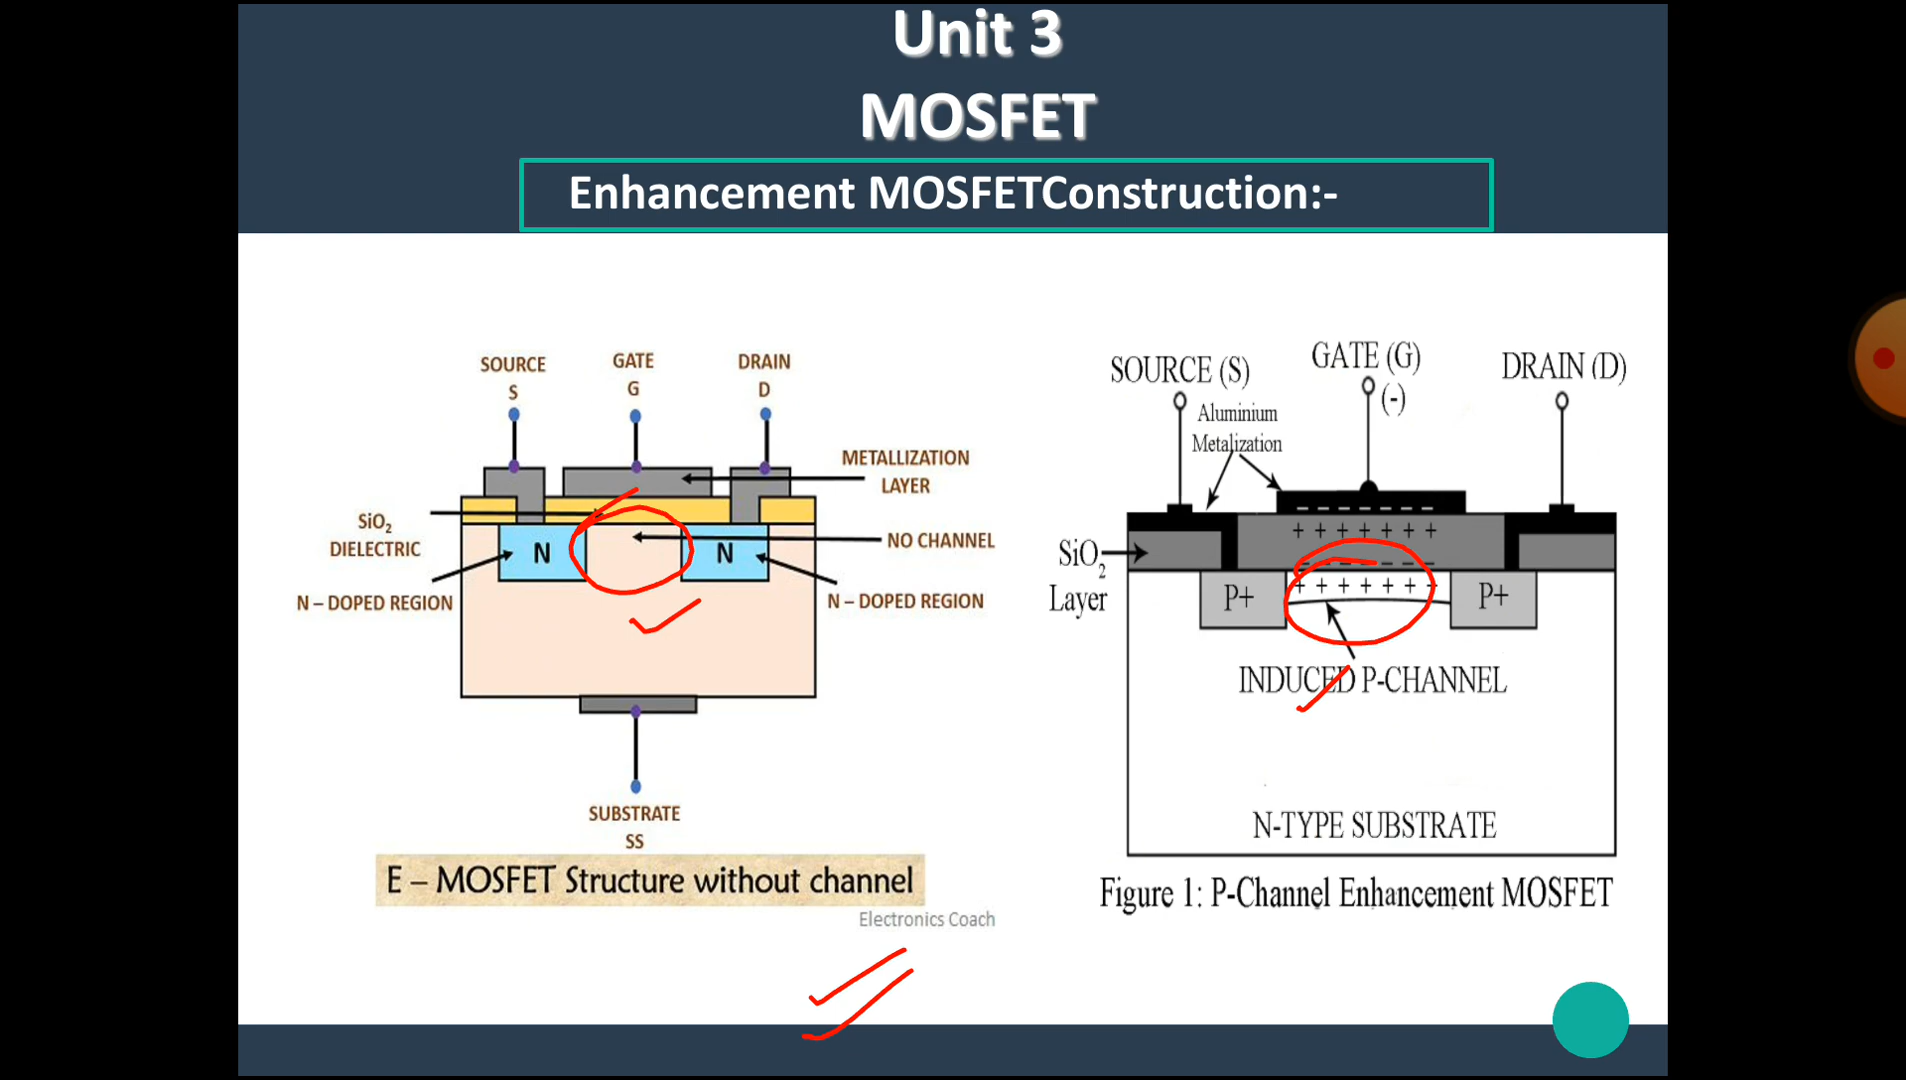 Unit 3
MOSFET
Enhancement MOSFETConstruction:-
SOURCE
S
GATE
G
DRAIN
D
METALLIZATION
LAYER
SiO2
DIELECTRIC
NO CHANNEL
N
N
N – DOPED REGION
N – DOPED REGION
SUBSTRATE
SS
E – MOSFET Structure without channel
Electronics Coach
SOURCE (S)
GATE (G)
(-)
DRAIN (D)
Aluminium
Metalization
– – – – – – –
+ + + + + + +
SiO2
Layer
– – – – – – –
+ + + + + + +
P+
P+
INDUCED P-CHANNEL
N-TYPE SUBSTRATE
Figure 1: P-Channel Enhancement MOSFET